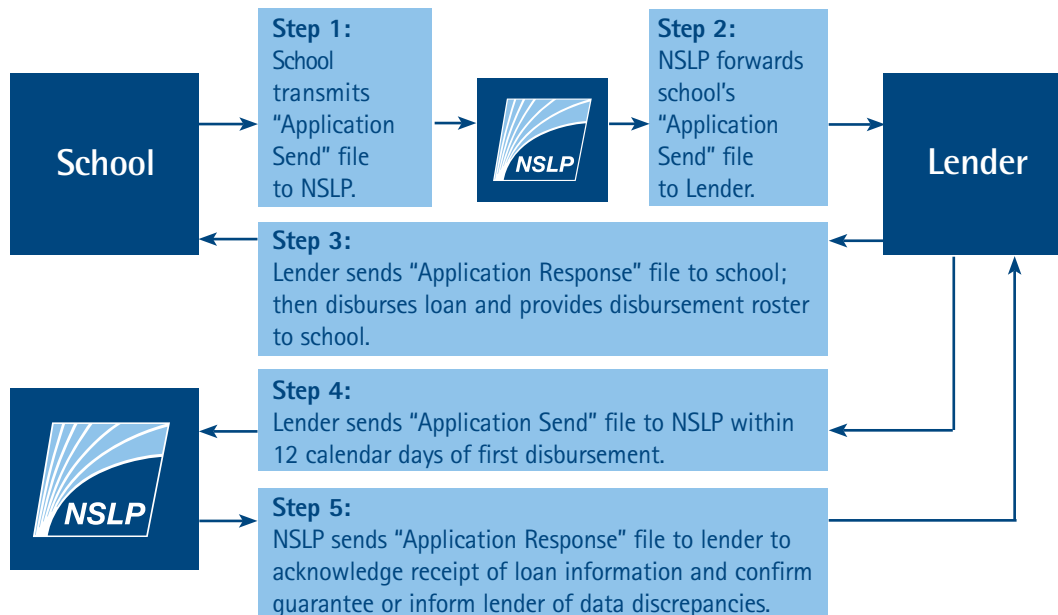 School
Step 1:
School
transmits
“Application
Send” file
to NSLP.
NSLP
Step 2:
NSLP forwards
school’s
“Application
Send” file
to Lender.
Lender
Step 3:
Lender sends “Application Response” file to school;
then disburses loan and provides disbursement roster
to school.
Step 4:
Lender sends “Application Send” file to NSLP within
12 calendar days of first disbursement.
NSLP
Step 5:
NSLP sends “Application Response” file to lender to
acknowledge receipt of loan information and confirm
guarantee or inform lender of data discrepancies.